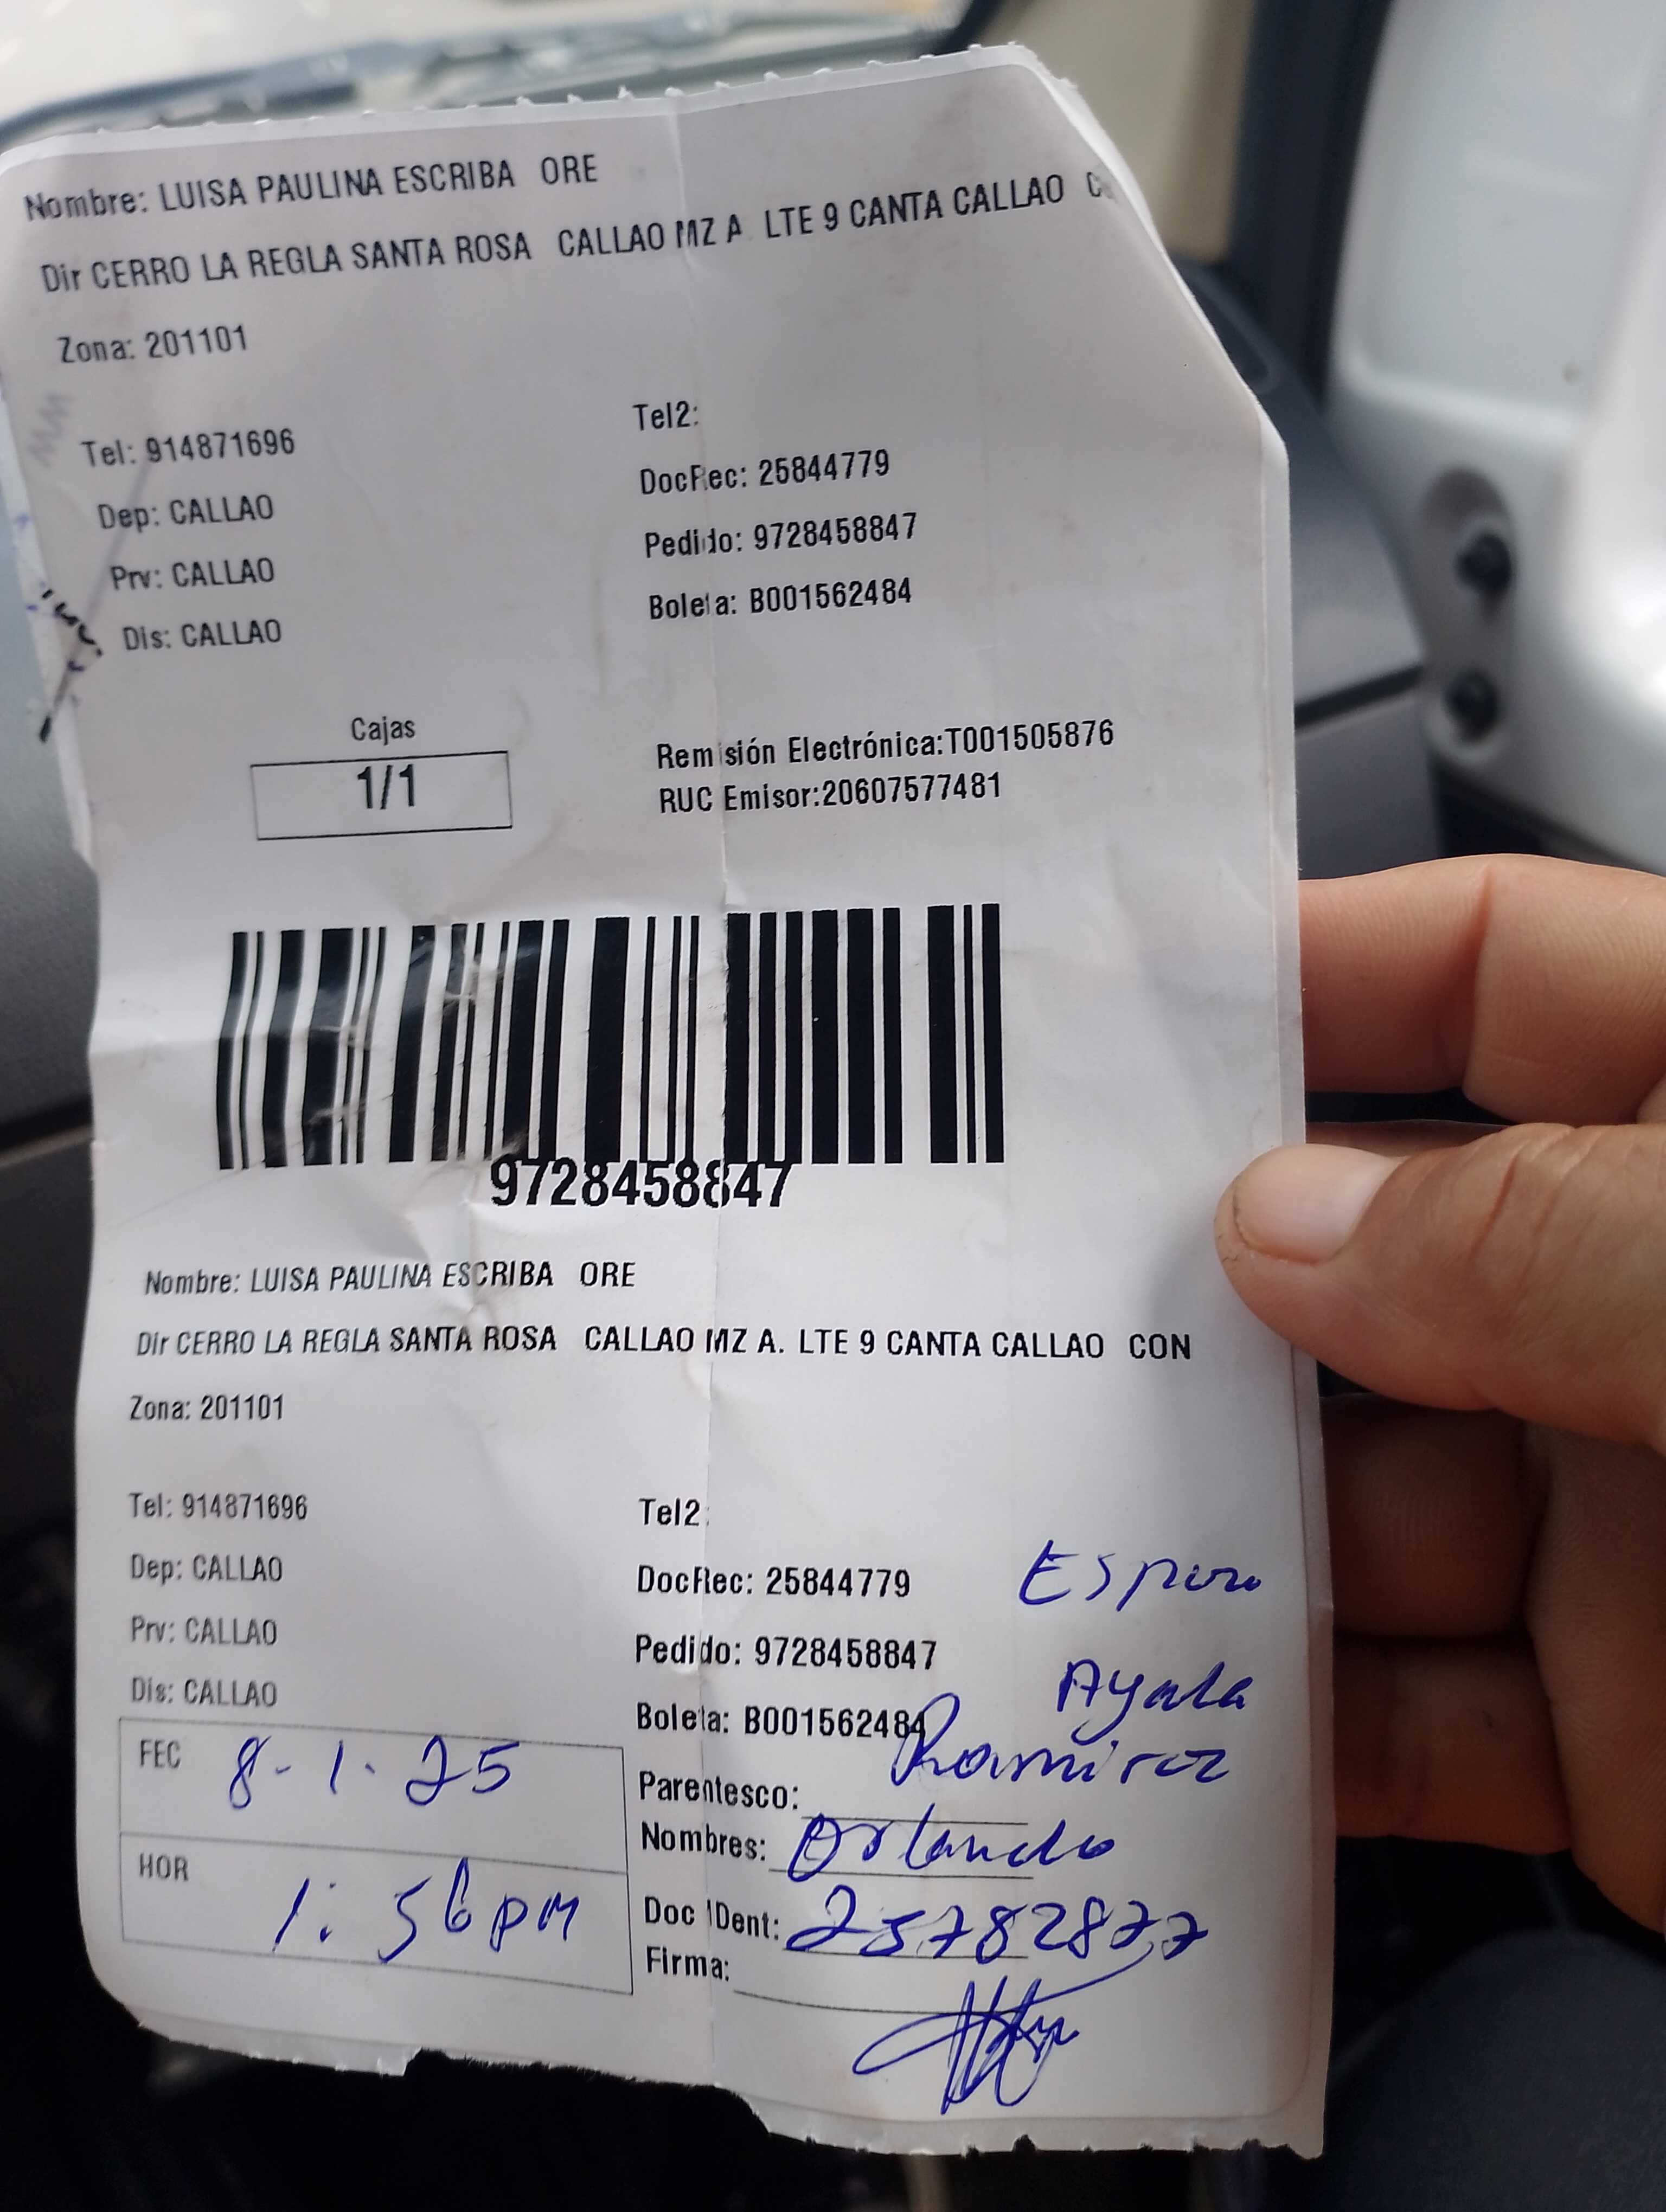 Nombre: LUISA PAULINA ESCRIBA ORE
Dir CERRO LA REGLA SANTA ROSA CALLAO MZ A LTE 9 CANTA CALLAO
Zona: 201101
Tel: 914871696
Tel2:
Dep: CALLAO
DocRec: 25844779
Prv: CALLAO
Pedido: 9728458847
Dis: CALLAO
Boleta: B001562484
Cajas
1/1
Remisión Electrónica:T001505876
RUC Emisor:20607577481
9728458847
Nombre: LUISA PAULINA ESCRIBA ORE
Dir CERRO LA REGLA SANTA ROSA CALLAO MZ A. LTE 9 CANTA CALLAO CON
Zona: 201101
Tel: 914871696
Tel2:
Dep: CALLAO
DocRec: 25844779
Prv: CALLAO
Pedido: 9728458847
Dis: CALLAO
Boleta: B001562484
Ayala
Ramirez
FEC 8-1-25
Parentesco:
Nombres: Orlando
HOR 1:56pm
Doc IDent: 25782877
Firma: